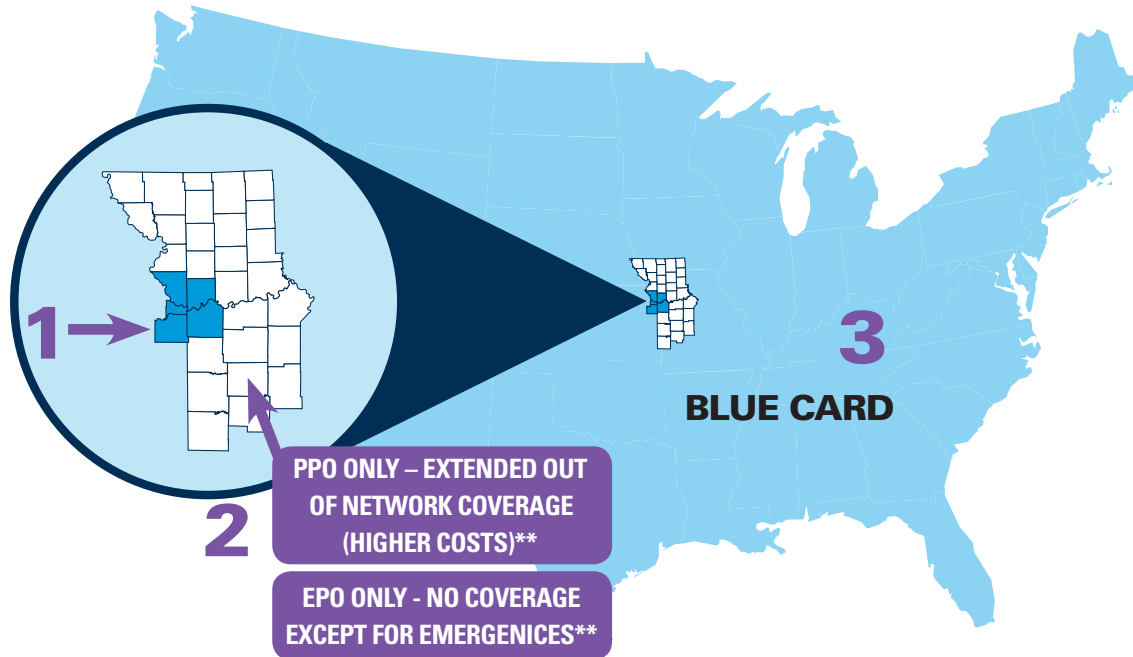 1
2
PPO ONLY – EXTENDED OUT
OF NETWORK COVERAGE
(HIGHER COSTS)**
EPO ONLY - NO COVERAGE
EXCEPT FOR EMERGENICES**
3
BLUE CARD